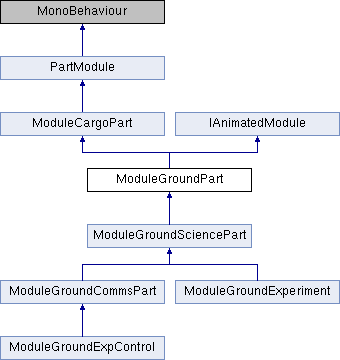 MonoBehaviour
PartModule
ModuleCargoPart
IAnimatedModule
ModuleGroundPart
ModuleGroundSciencePart
ModuleGroundCommsPart
ModuleGroundExperiment
ModuleGroundExpControl